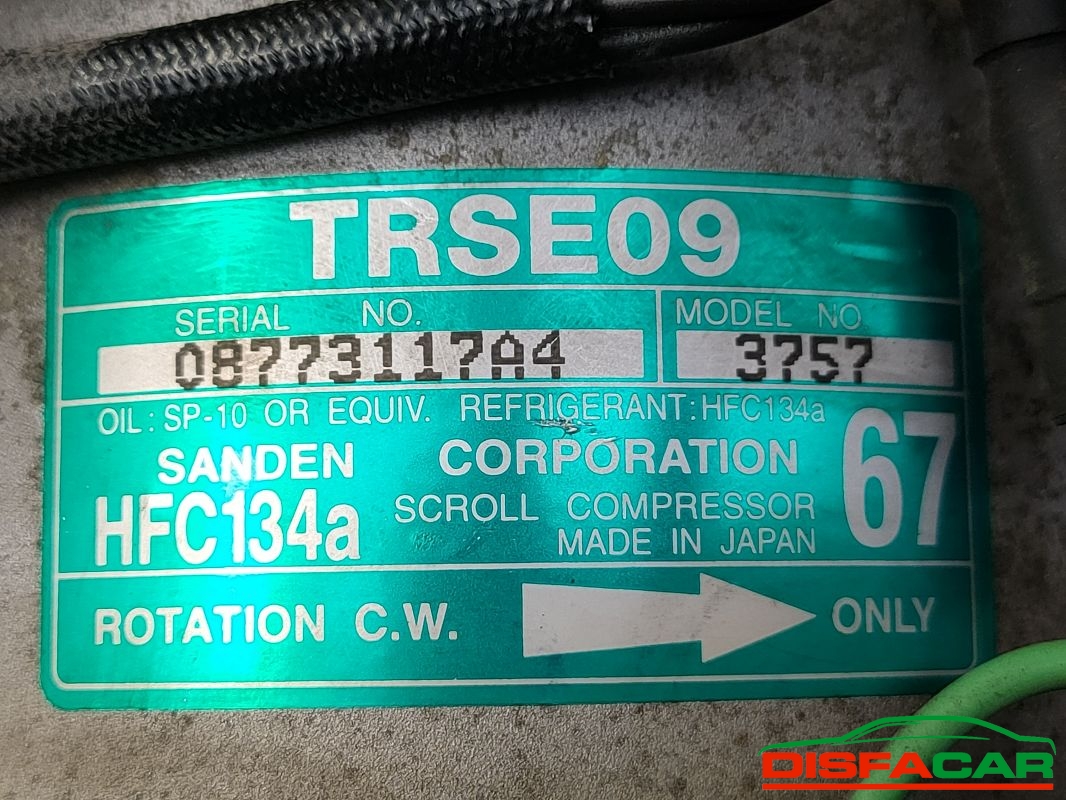 TRSE09
SERIAL NO. MODEL NO.
08773117A4 3757
OIL: SP-10 OR EQUIV. REFRIGERANT: HFC134a
SANDEN CORPORATION 67
HFC134a SCROLL COMPRESSOR
MADE IN JAPAN
ROTATION C.W. ONLY
DISFACAR